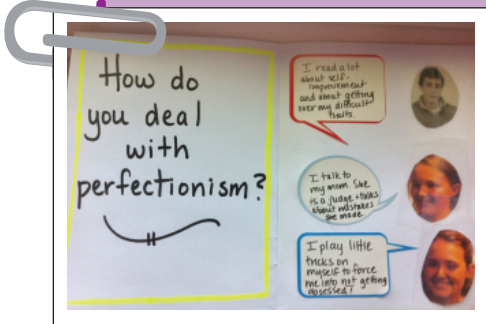 How do
you deal
with
perfectionism?
I read a lot
about self-
improvement
and about getting
over my difficult
traits.
I talk to
my mom. She
is a judge + talks
about mistakes
she made.
I play little
tricks on
myself to force
me into not getting
obsessed!